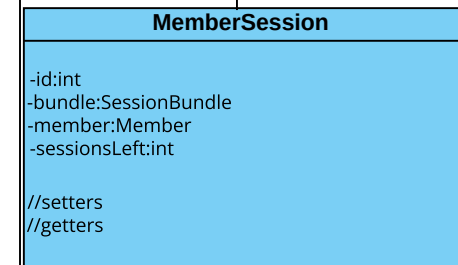 MemberSession
-id:int
-bundle:SessionBundle
-member:Member
-sessionsLeft:int
//setters
//getters